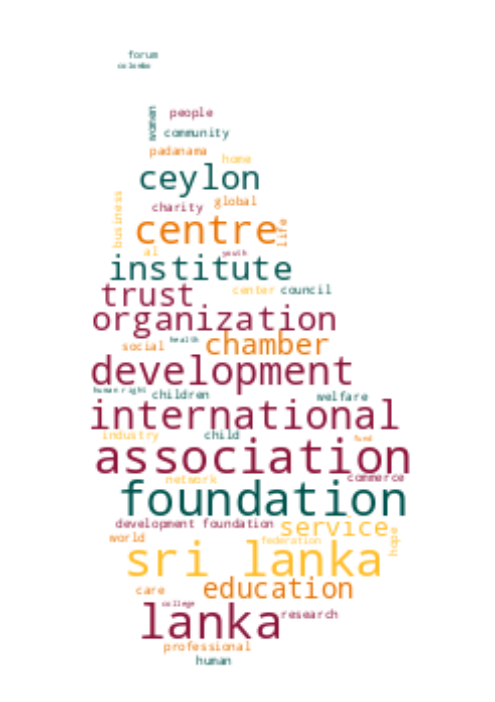 forum
colombo
women
people
community
padanama
home
ceylon
charity
global
business
centre
life
al
youth
institute
trust
center
council
organization
social
health
chamber
development
human right
children
welfare
international
industry
child
fund
association
network
commerce
foundation
development foundation
service
world
federation
hope
sri lanka
care
education
college
lanka
research
professional
human